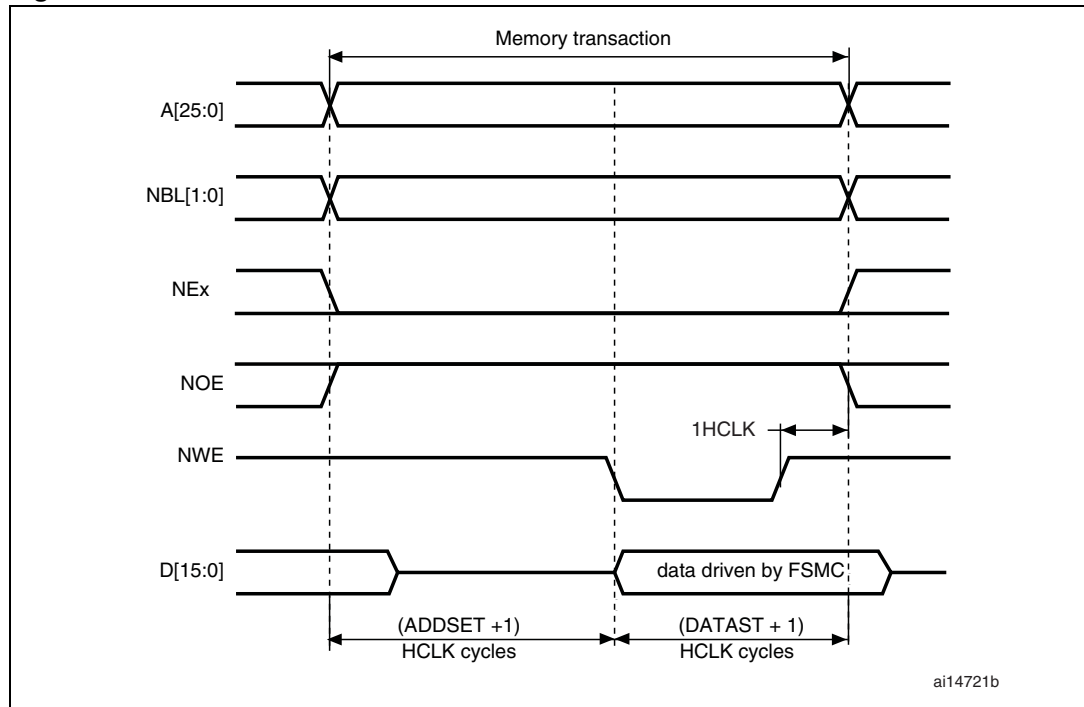 Memory transaction
A[25:0]
NBL[1:0]
NEx
NOE
1HCLK
NWE
D[15:0]
data driven by FSMC
(ADDSET +1)
HCLK cycles
(DATAST + 1)
HCLK cycles
ai14721b